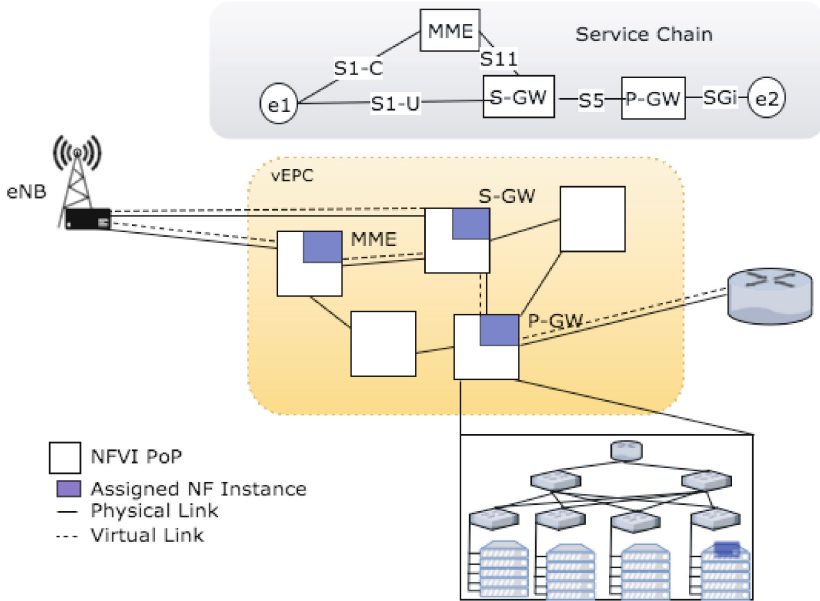 MME
Service Chain
S1-C
S11
e1
S1-U
S-GW
S5
P-GW
SGi
e2
vEPC
eNB
S-GW
MME
P-GW
NFVI PoP
Assigned NF Instance
Physical Link
Virtual Link